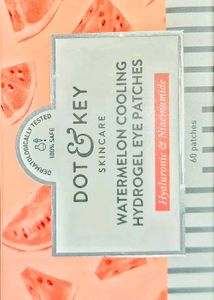 DERMATOLOGICALLY TESTED
100% SAFE
DOT & KEY
SKINCARE
WATERMELON COOLING
HYDROGEL EYE PATCHES
Hyaluronic & Niacinamide
60 patches